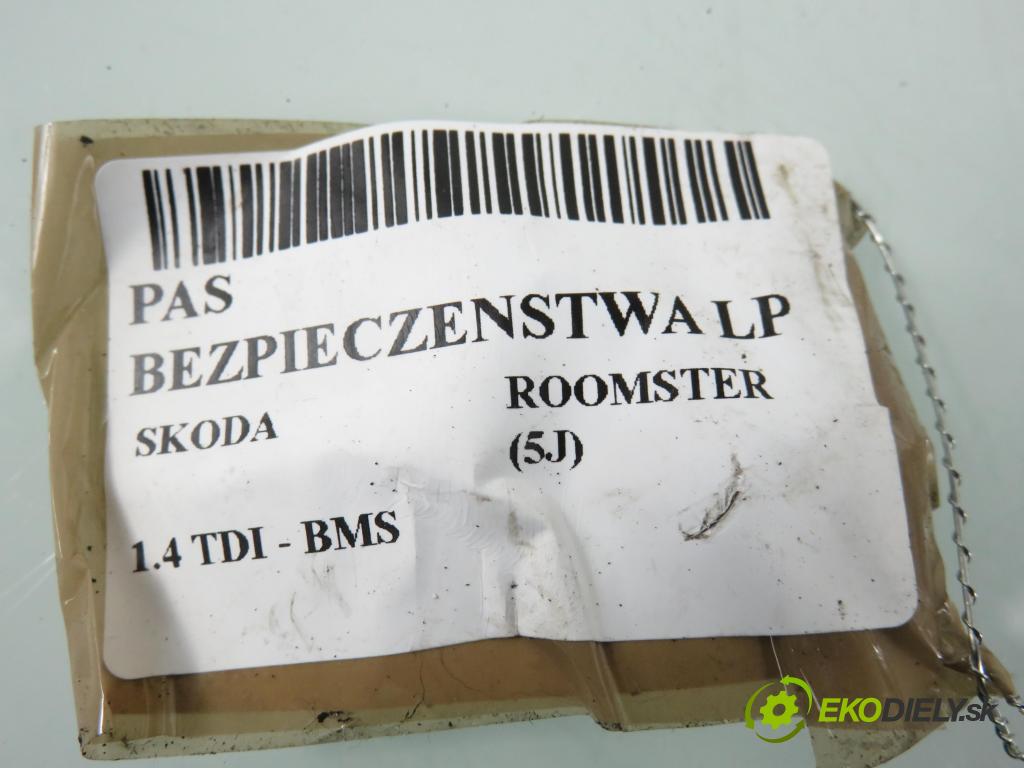 PAS
BEZPIECZENSTWA LP
SKODA
ROOMSTER
(5J)
1.4 TDI - BMS
EKODIELY.sk